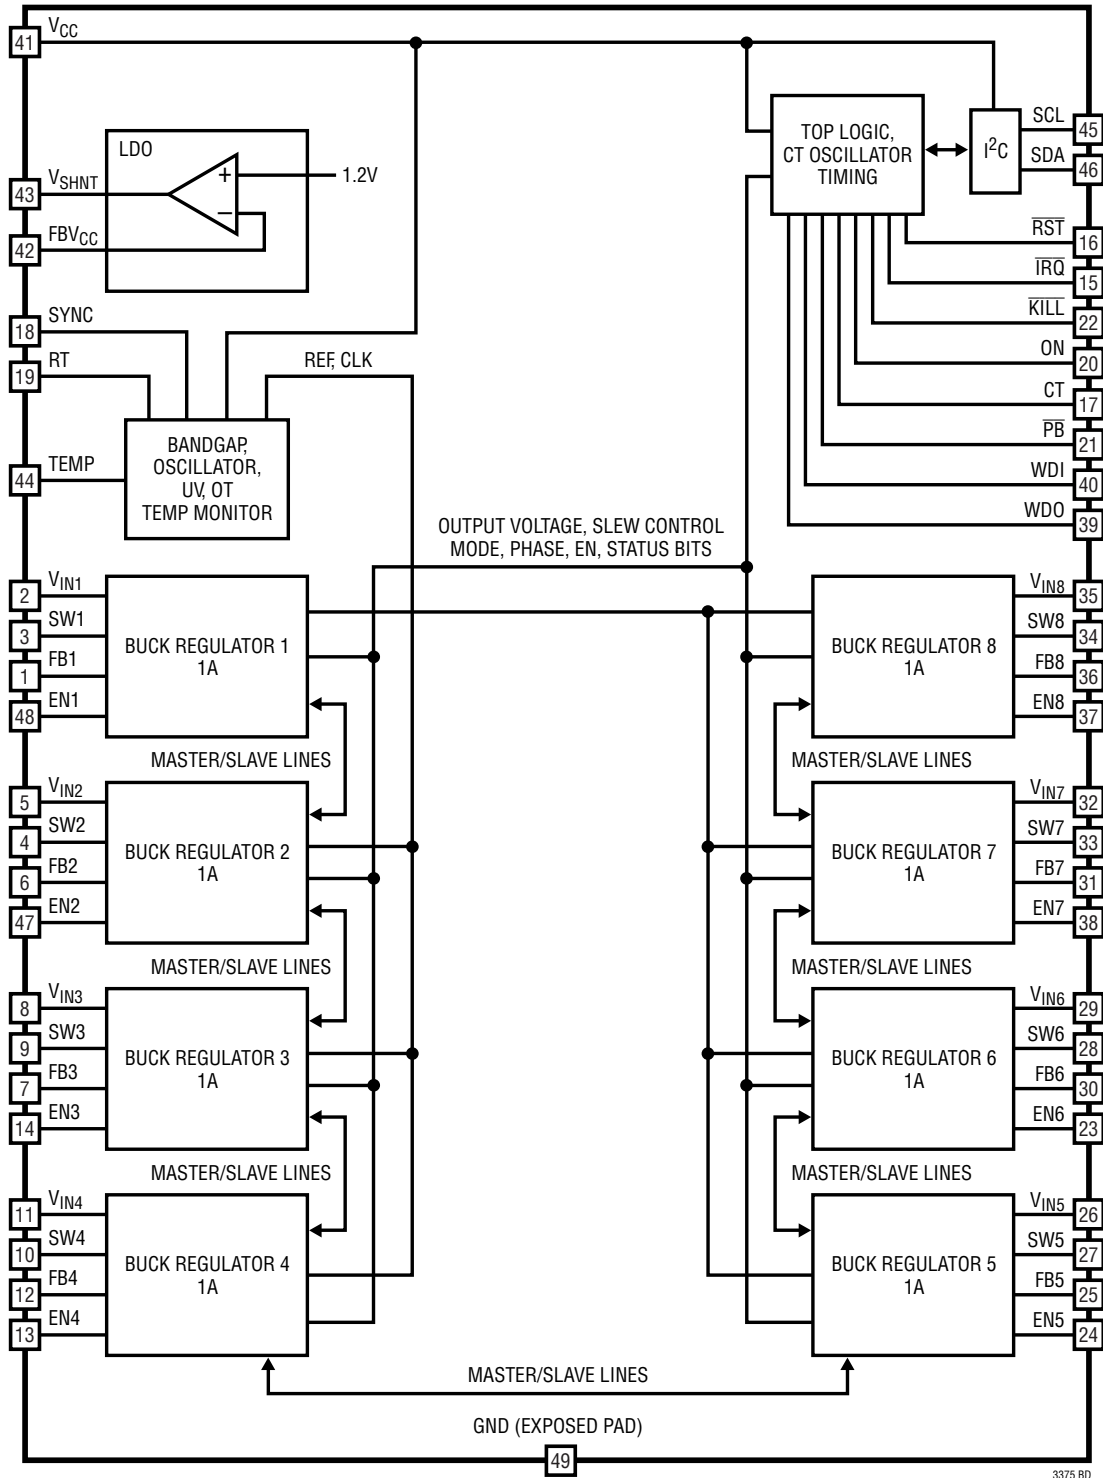 41 VCC
LDO
43 VSHNT
+
1.2V
−
42 FBVCC
TOP LOGIC,
CT OSCILLATOR
TIMING
I2C
SCL 45
SDA 46
RST 16
IRQ 15
KILL 22
ON 20
CT 17
PB 21
WDI 40
WDO 39
18 SYNC
19 RT
REF, CLK
44 TEMP
BANDGAP,
OSCILLATOR,
UV, OT
TEMP MONITOR
OUTPUT VOLTAGE, SLEW CONTROL
MODE, PHASE, EN, STATUS BITS
2 VIN1
3 SW1
1 FB1
48 EN1
BUCK REGULATOR 1
1A
BUCK REGULATOR 8
1A
VIN8 35
SW8 34
FB8 36
EN8 37
MASTER/SLAVE LINES
MASTER/SLAVE LINES
5 VIN2
4 SW2
6 FB2
47 EN2
BUCK REGULATOR 2
1A
BUCK REGULATOR 7
1A
VIN7 32
SW7 33
FB7 31
EN7 38
MASTER/SLAVE LINES
MASTER/SLAVE LINES
8 VIN3
9 SW3
7 FB3
14 EN3
BUCK REGULATOR 3
1A
BUCK REGULATOR 6
1A
VIN6 29
SW6 28
FB6 30
EN6 23
MASTER/SLAVE LINES
MASTER/SLAVE LINES
11 VIN4
10 SW4
12 FB4
13 EN4
BUCK REGULATOR 4
1A
BUCK REGULATOR 5
1A
VIN5 26
SW5 27
FB5 25
EN5 24
MASTER/SLAVE LINES
GND (EXPOSED PAD)
49
3375 BD